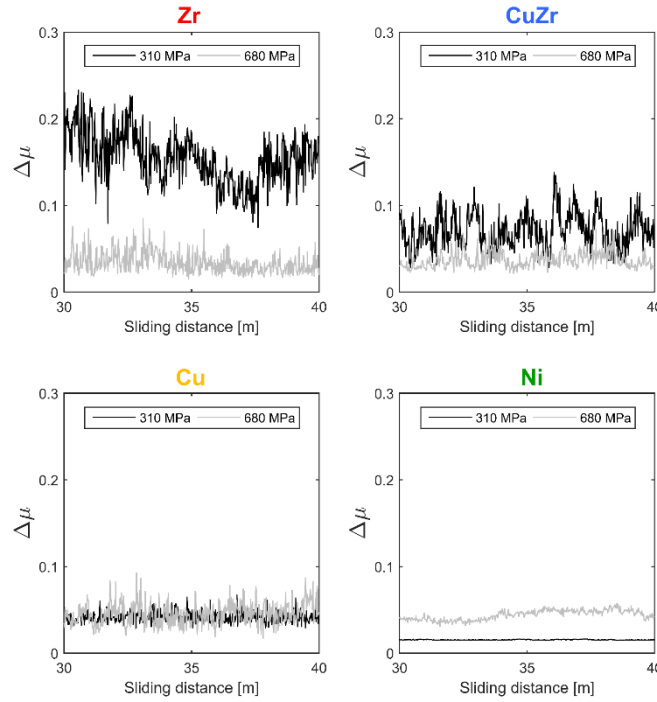 Zr
CuZr
0.3
310 MPa 680 MPa
0.2
Δμ
0.1
0
30 35 40
Sliding distance [m]
0.3
310 MPa 680 MPa
0.2
Δμ
0.1
0
30 35 40
Sliding distance [m]
Cu
Ni
0.3
310 MPa 680 MPa
0.2
Δμ
0.1
0
30 35 40
Sliding distance [m]
0.3
310 MPa 680 MPa
0.2
Δμ
0.1
0
30 35 40
Sliding distance [m]